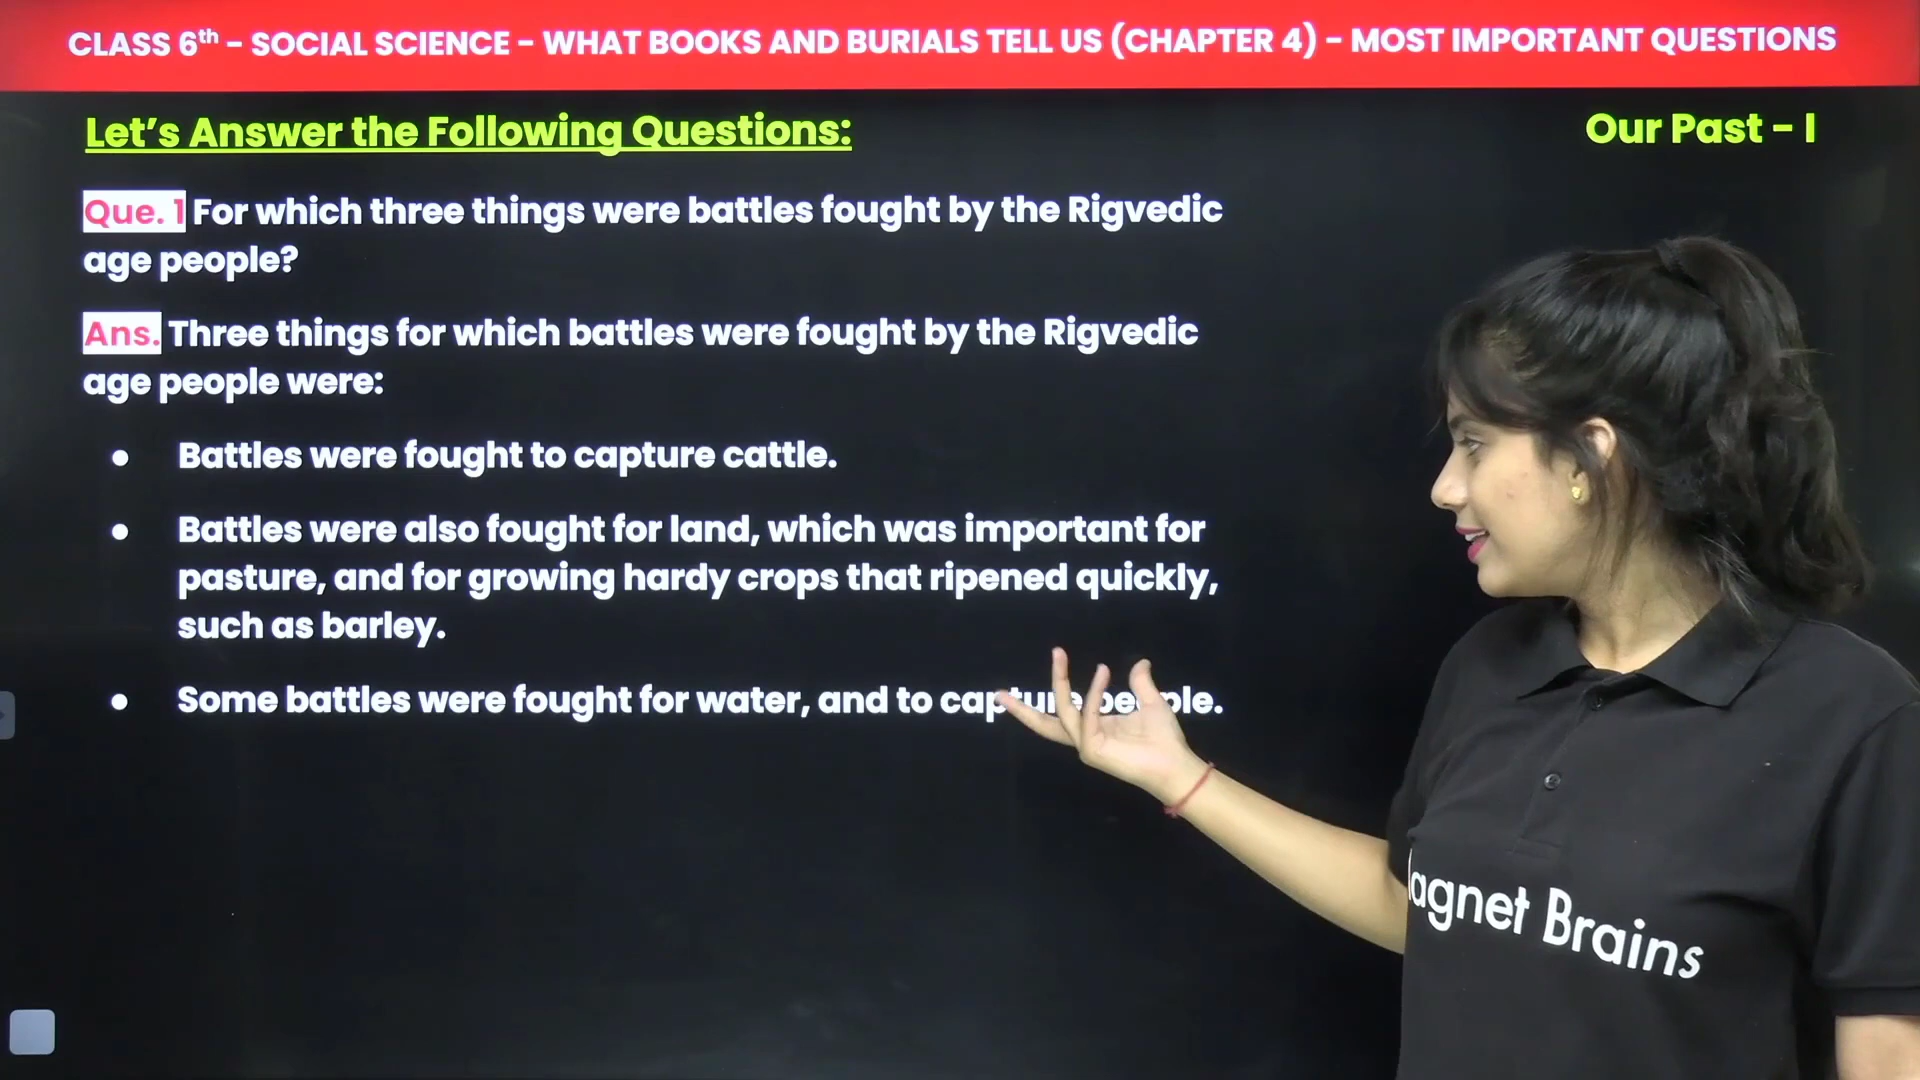 CLASS 6th - SOCIAL SCIENCE - WHAT BOOKS AND BURIALS TELL US (CHAPTER 4) - MOST IMPORTANT QUESTIONS
Let's Answer the Following Questions:
Our Past - I
Que. 1 For which three things were battles fought by the Rigvedic
age people?
Ans. Three things for which battles were fought by the Rigvedic
age people were:
● Battles were fought to capture cattle.
● Battles were also fought for land, which was important for
pasture, and for growing hardy crops that ripened quickly,
such as barley.
● Some battles were fought for water, and to capture people.
agnet Brains